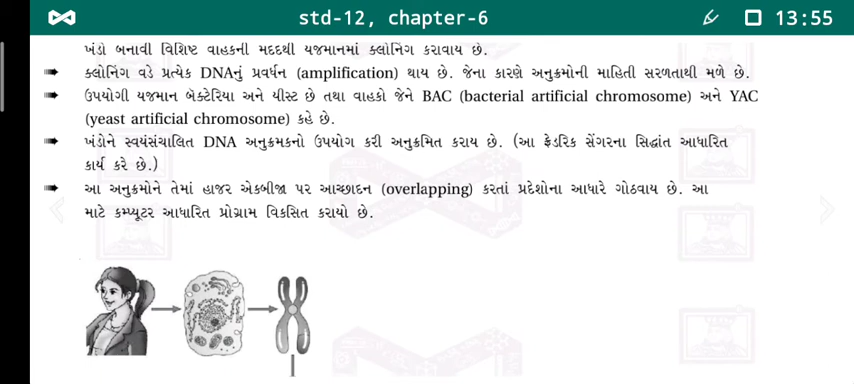 std-12, chapter-6
13:55
ખંડો બનાવી વિશિષ્ટ વાહકની મદદથી યજમાનમાં ક્લોનિંગ કરાવાય છે.
➠ ક્લોનિંગ વડે પ્રત્યેક DNAનું પ્રવર્ધન (amplification) થાય છે. જેના કારણે અનુક્રમોની માહિતી સરળતાથી મળે છે.
➠ ઉપયોગી યજમાન બૅક્ટેરિયા અને યીસ્ટ છે તથા વાહકો જેને BAC (bacterial artificial chromosome) અને YAC
(yeast artificial chromosome) કહે છે.
➠ ખંડોને સ્વયંસંચાલિત DNA અનુક્રમકનો ઉપયોગ કરી અનુક્રમિત કરાય છે. (આ ફ્રેડરિક સેંગરના સિદ્ધાંત આધારિત
કાર્ય કરે છે.)
➠ આ અનુક્રમોને તેમાં હાજર એકબીજા પર આચ્છાદન (overlapping) કરતાં પ્રદેશોના આધારે ગોઠવાય છે. આ
માટે કમ્પ્યૂટર આધારિત પ્રોગ્રામ વિકસિત કરાયો છે.